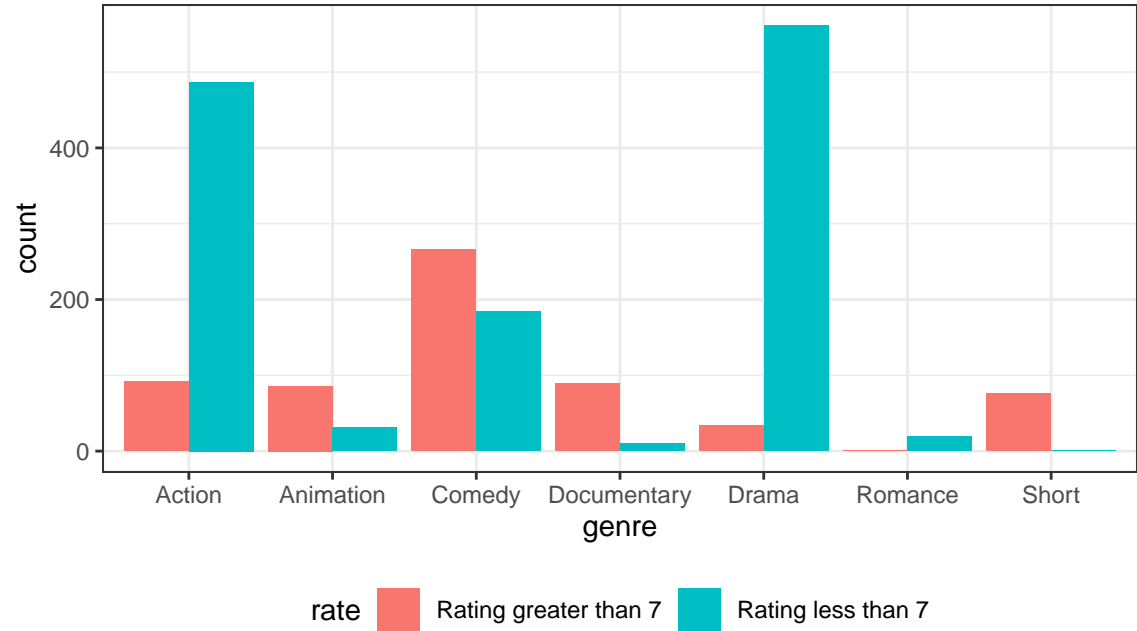 count
400
200
0
Action Animation Comedy Documentary Drama Romance Short
genre
rate Rating greater than 7 Rating less than 7